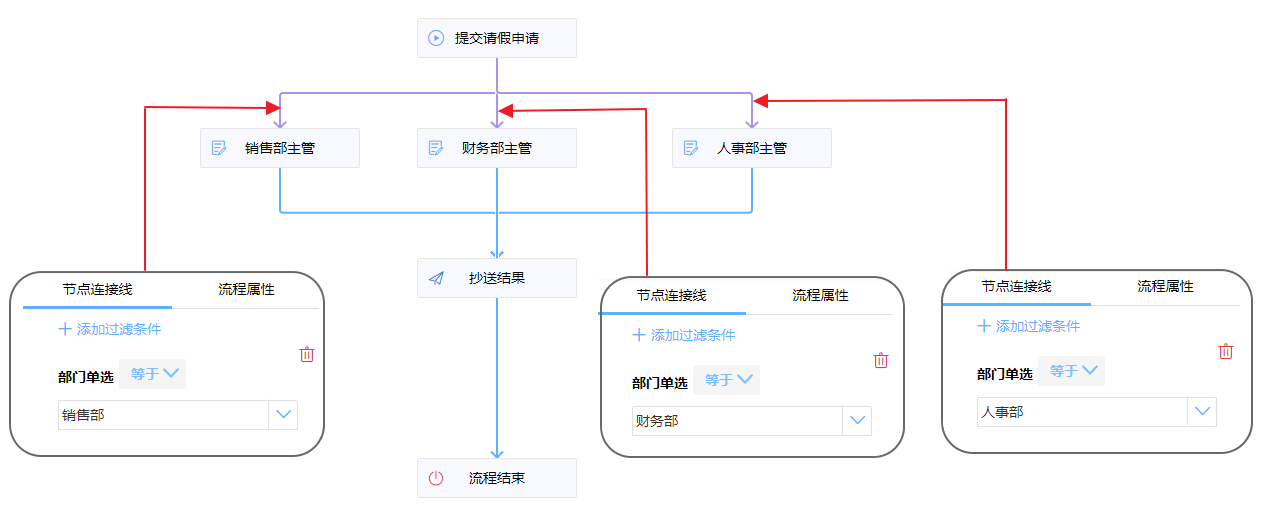 提交请假申请
销售部主管
财务部主管
人事部主管
抄送结果
流程结束
节点连接线 流程属性
添加过滤条件
部门单选 等于
销售部
节点连接线 流程属性
添加过滤条件
部门单选 等于
财务部
节点连接线 流程属性
添加过滤条件
部门单选 等于
人事部